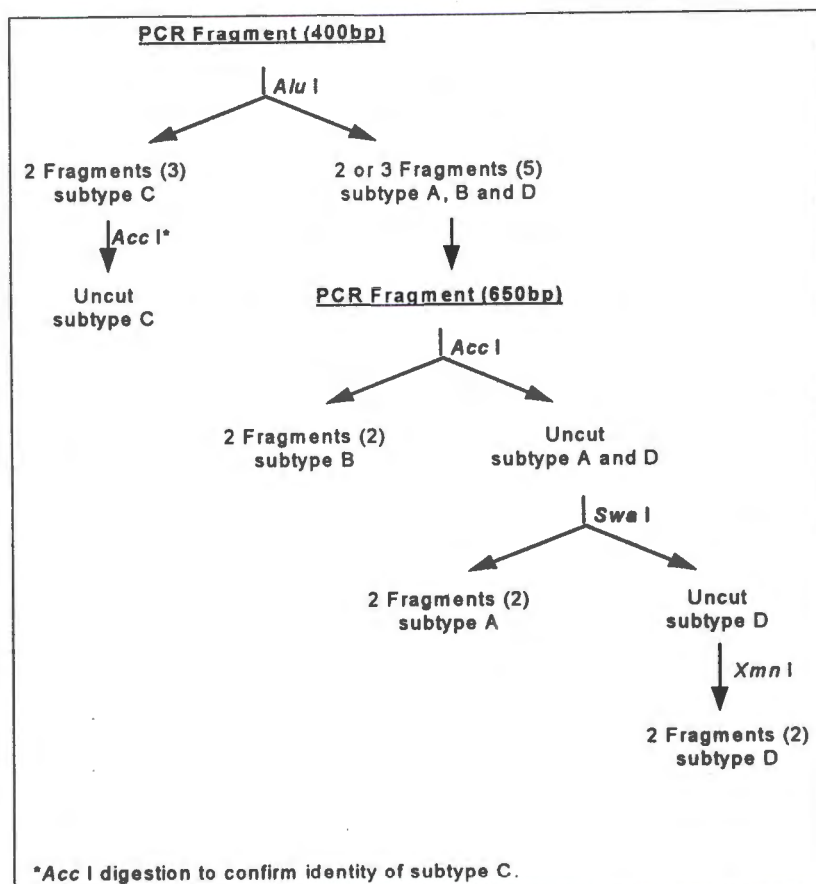 PCR Fragment (400bp)
Alu I
2 Fragments (3)
subtype C
2 or 3 Fragments (5)
subtype A, B and D
Acc I*
Uncut
subtype C
PCR Fragment (650bp)
Acc I
2 Fragments (2)
subtype B
Uncut
subtype A and D
Swa I
2 Fragments (2)
subtype A
Uncut
subtype D
Xmn I
2 Fragments (2)
subtype D
*Acc I digestion to confirm identity of subtype C.